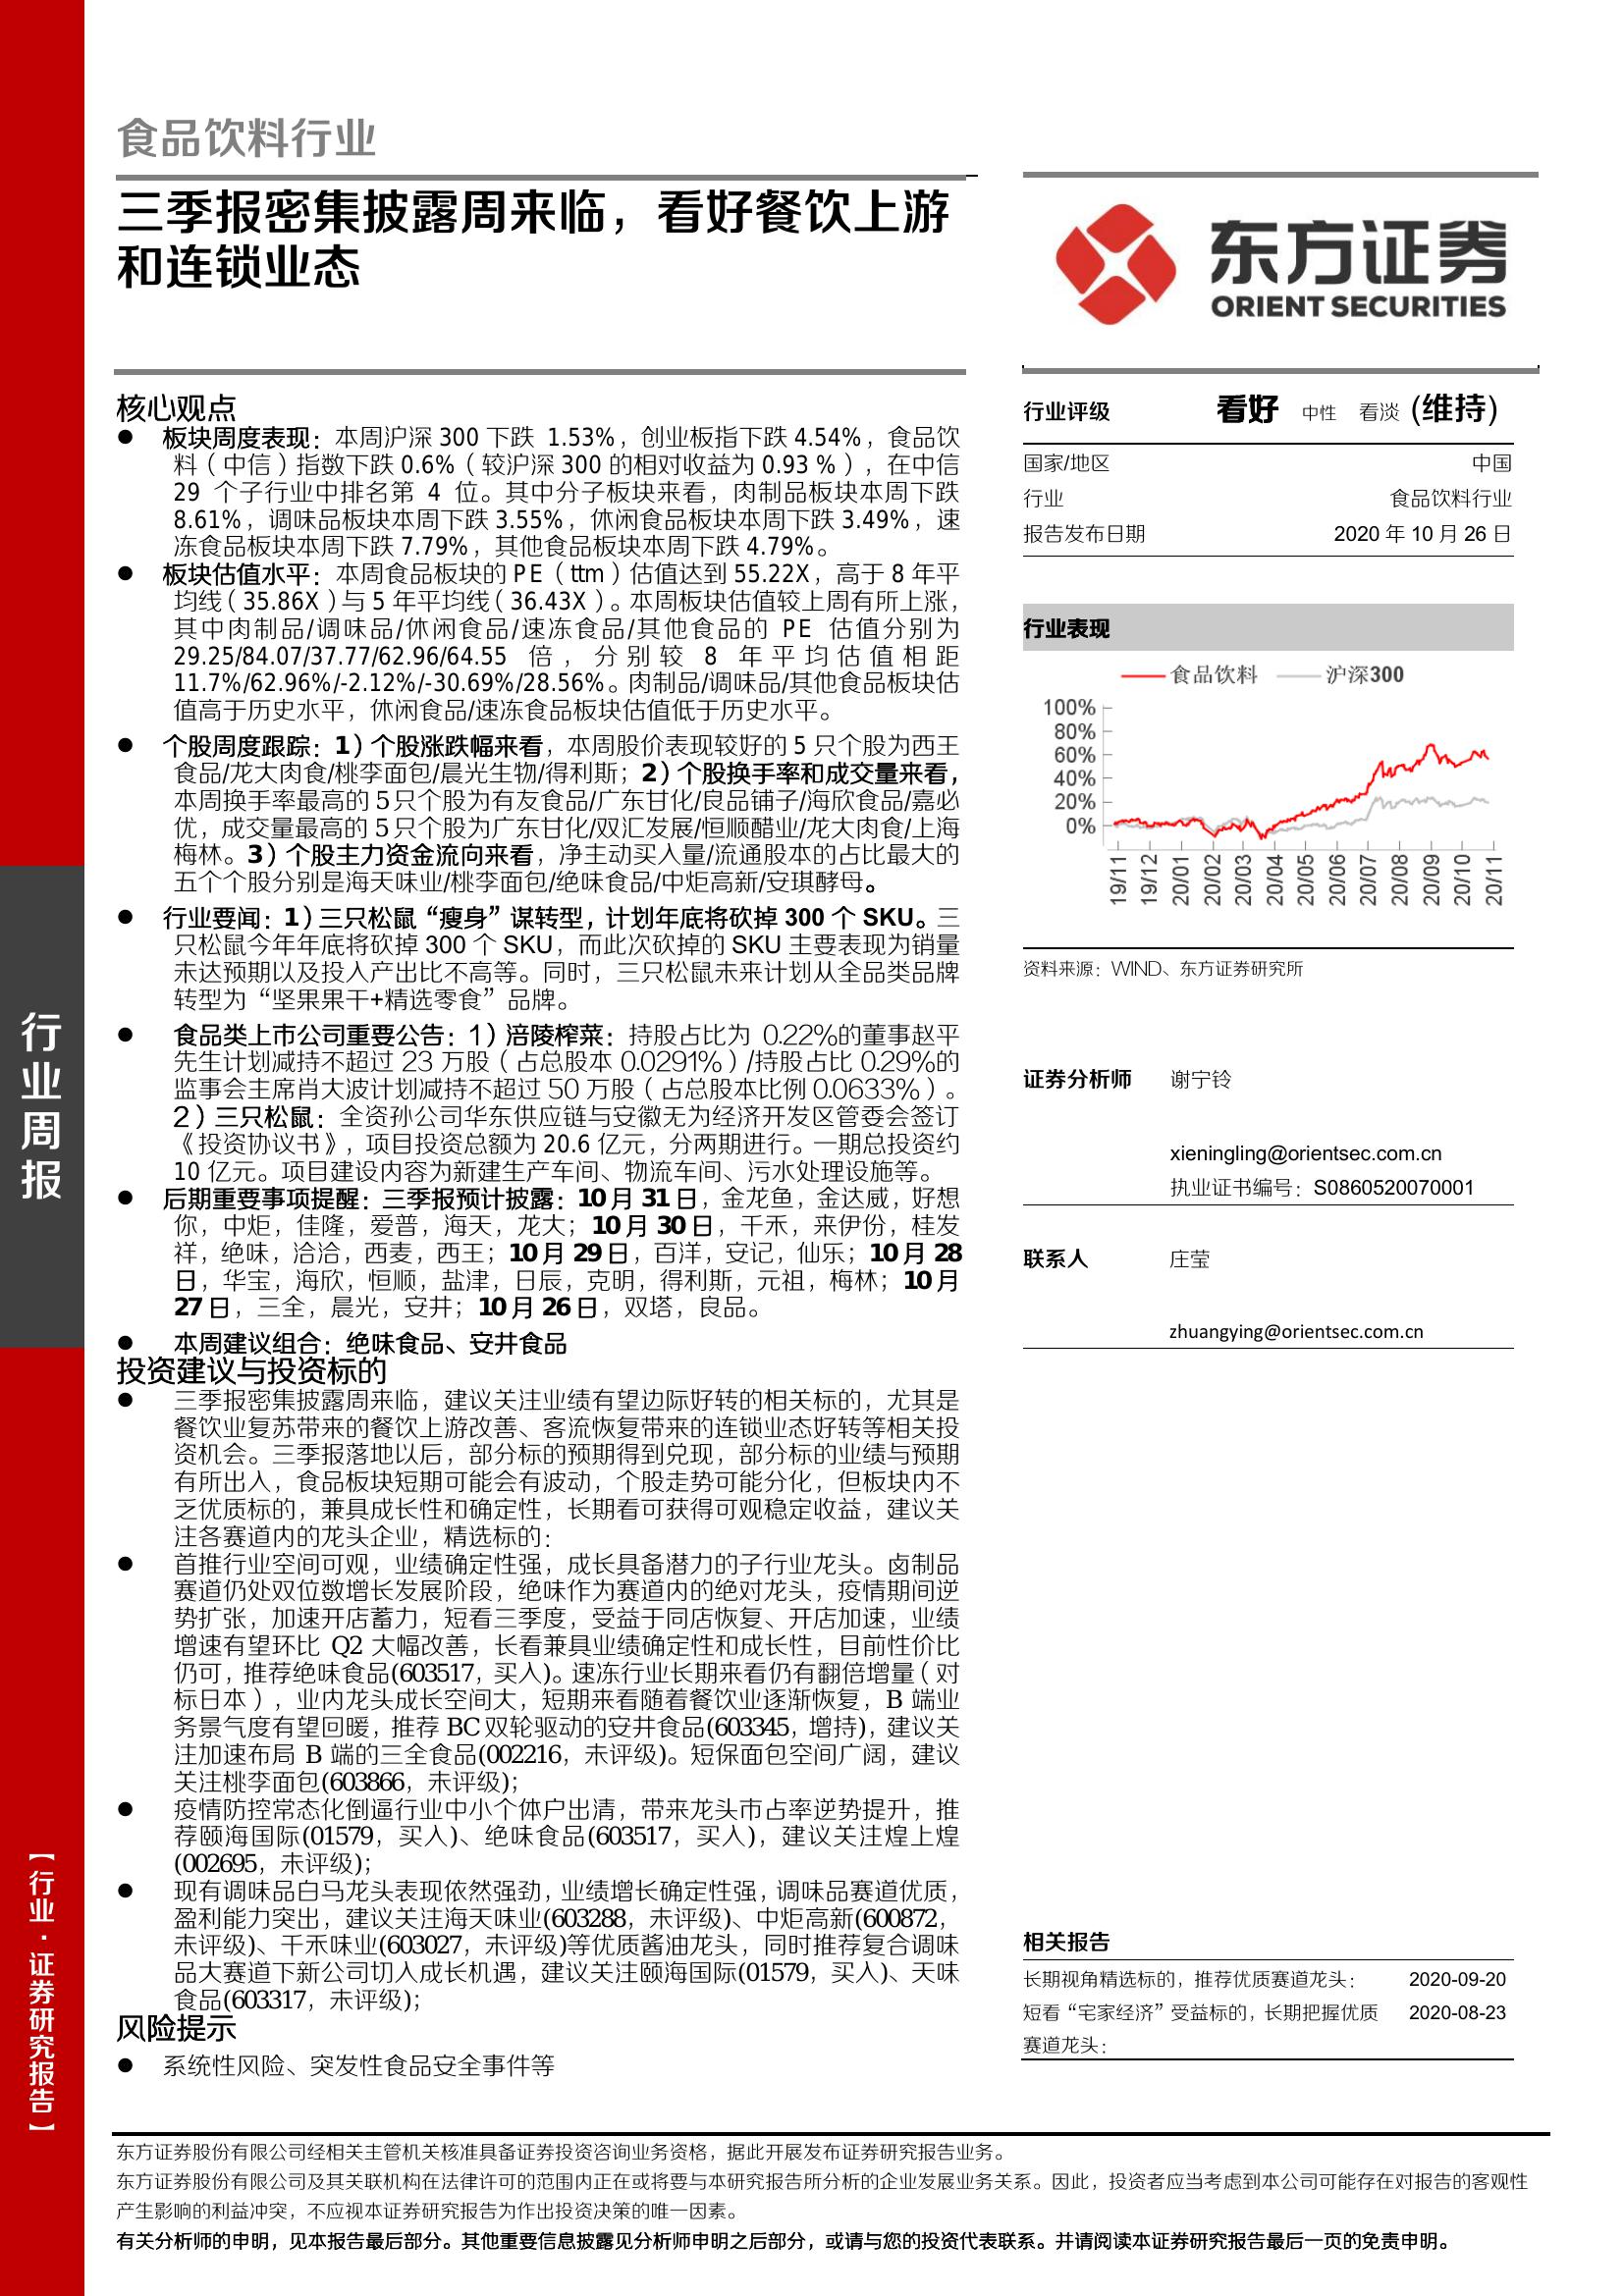 食品饮料行业
三季报密集披露周来临，看好餐饮上游
和连锁业态
东方证券
ORIENT SECURITIES
核心观点
● 板块周度表现：本周沪深 300 下跌 1.53%，创业板指下跌 4.54%，食品饮
料（中信）指数下跌 0.6%（较沪深 300 的相对收益为 0.93 %），在中信
29 个子行业中排名第 4 位。其中分子板块来看，肉制品板块本周下跌
8.61%，调味品板块本周下跌 3.55%，休闲食品板块本周下跌 3.49%，速
冻食品板块本周下跌 7.79%，其他食品板块本周下跌 4.79%。
● 板块估值水平：本周食品板块的 PE（ttm）估值达到 55.22X，高于 8 年平
均线（35.86X）与 5 年平均线（36.43X）。本周板块估值较上周有所上涨，
其中肉制品/调味品/休闲食品/速冻食品/其他食品的 PE 估值分别为
29.25/84.07/37.77/62.96/64.55 倍，分别较 8 年平均估值相距
11.7%/62.96%/-2.12%/-30.69%/28.56%。肉制品/调味品/其他食品板块估
值高于历史水平，休闲食品/速冻食品板块估值低于历史水平。
● 个股周度跟踪：1）个股涨跌幅来看，本周股价表现较好的 5 只个股为西王
食品/龙大肉食/桃李面包/晨光生物/得利斯；2）个股换手率和成交量来看，
本周换手率最高的 5只个股为有友食品/广东甘化/良品铺子/海欣食品/嘉必
优，成交量最高的 5只个股为广东甘化/双汇发展/恒顺醋业/龙大肉食/上海
梅林。3）个股主力资金流向来看，净主动买入量/流通股本的占比最大的
五个个股分别是海天味业/桃李面包/绝味食品/中炬高新/安琪酵母。
● 行业要闻：1）三只松鼠“瘦身”谋转型，计划年底将砍掉 300 个 SKU。三
只松鼠今年年底将砍掉 300 个 SKU，而此次砍掉的 SKU 主要表现为销量
未达预期以及投入产出比不高等。同时，三只松鼠未来计划从全品类品牌
转型为“坚果果干+精选零食”品牌。
● 食品类上市公司重要公告：1）涪陵榨菜：持股占比为 0.22%的董事赵平
先生计划减持不超过 23 万股（占总股本 0.0291%）/持股占比 0.29%的
监事会主席肖大波计划减持不超过 50 万股（占总股本比例 0.0633%）。
2）三只松鼠：全资孙公司华东供应链与安徽无为经济开发区管委会签订
《投资协议书》，项目投资总额为 20.6 亿元，分两期进行。一期总投资约
10 亿元。项目建设内容为新建生产车间、物流车间、污水处理设施等。
● 后期重要事项提醒：三季报预计披露：10 月 31 日，金龙鱼，金达威，好想
你，中炬，佳隆，爱普，海天，龙大；10 月 30 日，千禾，来伊份，桂发
祥，绝味，洽洽，西麦，西王；10 月 29 日，百洋，安记，仙乐；10 月 28
日，华宝，海欣，恒顺，盐津，日辰，克明，得利斯，元祖，梅林；10 月
27 日，三全，晨光，安井；10 月 26 日，双塔，良品。
● 本周建议组合：绝味食品、安井食品
投资建议与投资标的
● 三季报密集披露周来临，建议关注业绩有望边际好转的相关标的，尤其是
餐饮业复苏带来的餐饮上游改善、客流恢复带来的连锁业态好转等相关投
资机会。三季报落地以后，部分标的预期得到兑现，部分标的业绩与预期
有所出入，食品板块短期可能会有波动，个股走势可能分化，但板块内不
乏优质标的，兼具成长性和确定性，长期看可获得可观稳定收益，建议关
注各赛道内的龙头企业，精选标的：
● 首推行业空间可观，业绩确定性强，成长具备潜力的子行业龙头。卤制品
赛道仍处双位数增长发展阶段，绝味作为赛道内的绝对龙头，疫情期间逆
势扩张，加速开店蓄力，短看三季度，受益于同店恢复、开店加速，业绩
增速有望环比 Q2 大幅改善，长看兼具业绩确定性和成长性，目前性价比
仍可，推荐绝味食品(603517，买入)。速冻行业长期来看仍有翻倍增量（对
标日本），业内龙头成长空间大，短期来看随着餐饮业逐渐恢复，B 端业
务景气度有望回暖，推荐 BC 双轮驱动的安井食品(603345，增持)，建议关
注加速布局 B 端的三全食品(002216，未评级)。短保面包空间广阔，建议
关注桃李面包(603866，未评级)；
● 疫情防控常态化倒逼行业中小个体户出清，带来龙头市占率逆势提升，推
荐颐海国际(01579，买入)、绝味食品(603517，买入)，建议关注煌上煌
(002695，未评级)；
● 现有调味品白马龙头表现依然强劲，业绩增长确定性强，调味品赛道优质，
盈利能力突出，建议关注海天味业(603288，未评级)、中炬高新(600872，
未评级)、千禾味业(603027，未评级)等优质酱油龙头，同时推荐复合调味
品大赛道下新公司切入成长机遇，建议关注颐海国际(01579，买入)、天味
食品(603317，未评级)；
风险提示
● 系统性风险、突发性食品安全事件等
行业评级 看好 中性 看淡 (维持)
国家/地区 中国
行业 食品饮料行业
报告发布日期 2020 年 10 月 26 日
行业表现
食品饮料 沪深300
100%
80%
60%
40%
20%
0%
19/11 19/12 20/01 20/02 20/03 20/04 20/05 20/06 20/07 20/08 20/09 20/10 20/11
资料来源：WIND、东方证券研究所
证券分析师 谢宁铃
xieningling@orientsec.com.cn
执业证书编号：S0860520070001
联系人 庄莹
zhuangying@orientsec.com.cn
相关报告
长期视角精选标的，推荐优质赛道龙头： 2020-09-20
短看“宅家经济”受益标的，长期把握优质 2020-08-23
赛道龙头：
行业周报
【行业·证券研究报告】
东方证券股份有限公司经相关主管机关核准具备证券投资咨询业务资格，据此开展发布证券研究报告业务。
东方证券股份有限公司及其关联机构在法律许可的范围内正在或将要与本研究报告所分析的企业发展业务关系。因此，投资者应当考虑到本公司可能存在对报告的客观性
产生影响的利益冲突，不应视本证券研究报告为作出投资决策的唯一因素。
有关分析师的申明，见本报告最后部分。其他重要信息披露见分析师申明之后部分，或请与您的投资代表联系。并请阅读本证券研究报告最后一页的免责申明。